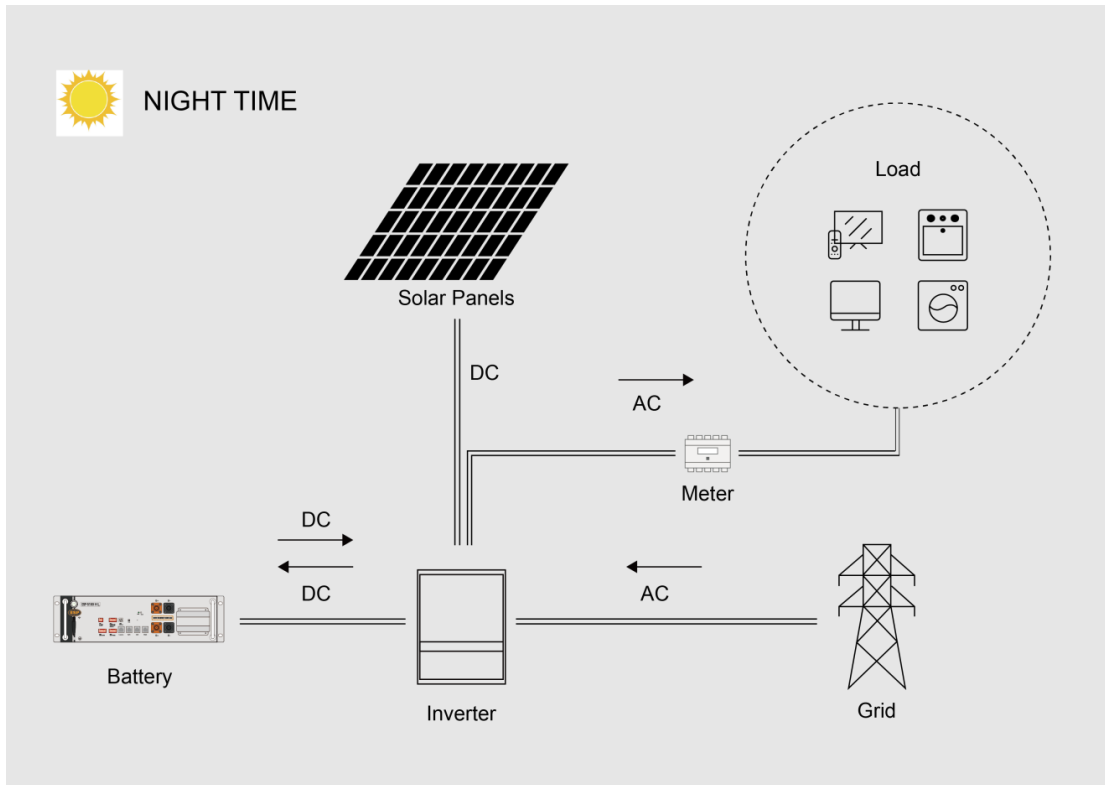 NIGHT TIME
Load
Solar Panels
DC
AC
Meter
DC
DC
AC
Battery
Inverter
Grid